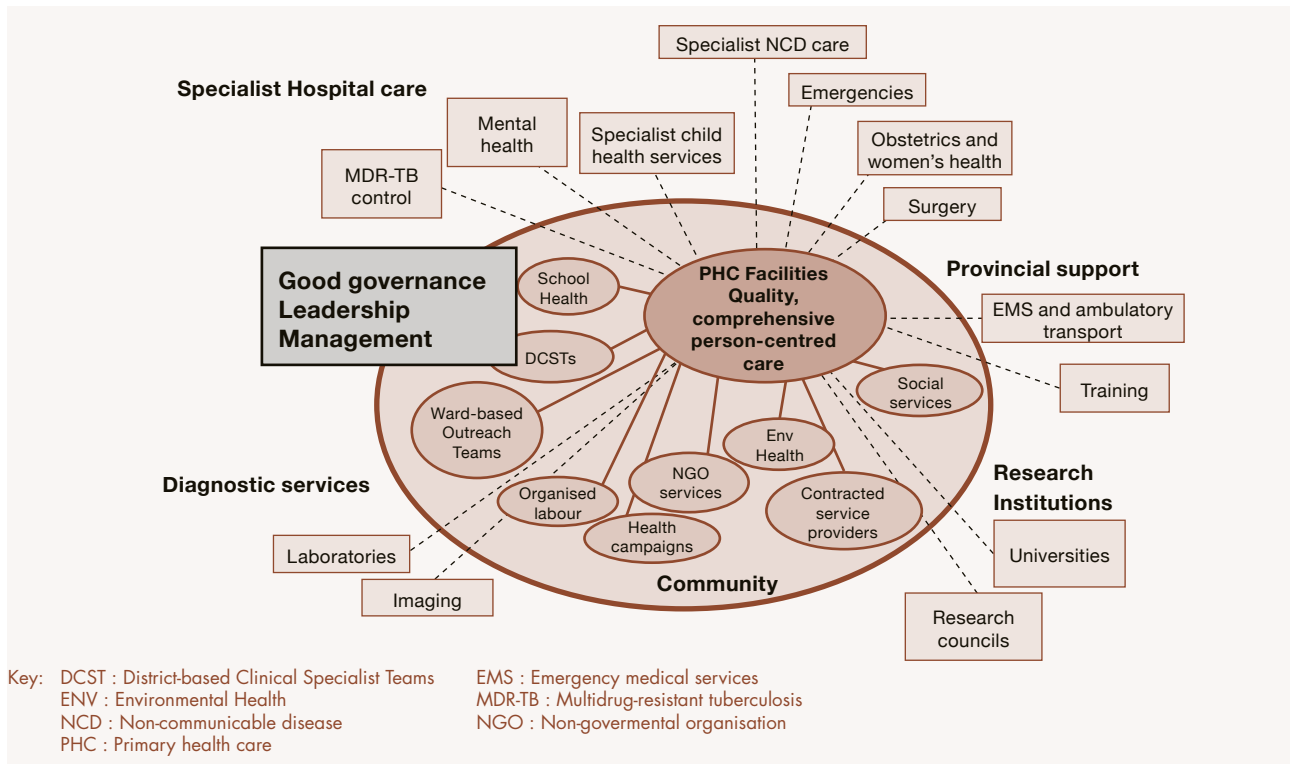 Specialist NCD care
Specialist Hospital care
Emergencies
Mental
health
Specialist child
health services
Obstetrics and
women's health
MDR-TB
control
Surgery
Good governance
Leadership
Management
School
Health
PHC Facilities
Quality,
comprehensive
person-centred
care
Provincial support
EMS and ambulatory
transport
DCSTs
Training
Social
services
Ward-based
Outreach
Teams
Env
Health
NGO
services
Organised
labour
Health
campaigns
Contracted
service
providers
Diagnostic services
Research
Institutions
Laboratories
Imaging
Community
Universities
Research
councils
Key: DCST : District-based Clinical Specialist Teams
ENV : Environmental Health
NCD : Non-communicable disease
PHC : Primary health care
EMS : Emergency medical services
MDR-TB : Multidrug-resistant tuberculosis
NGO : Non-govermental organisation